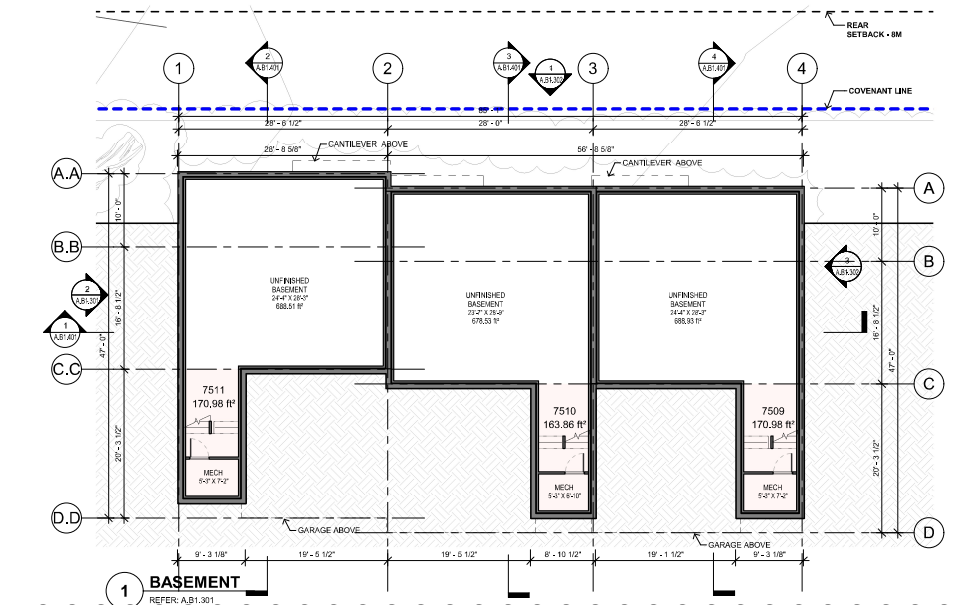 REAR
SETBACK - 8M
1
2
A.B1.401
2
3
A.B1.401
1
A.B1.302
3
4
A.B1.401
4
COVENANT LINE
28' - 6 1/2"
28' - 0"
28' - 6 1/2"
28' - 8 5/8"
CANTILEVER ABOVE
56' - 8 5/8"
CANTILEVER ABOVE
A.A
A
10' - 0"
10' - 0"
B.B
B
3
A.B1.302
2
A.B1.301
UNFINISHED
BASEMENT
24'-4" X 28'-3"
688.51 ft²
UNFINISHED
BASEMENT
23'-7" X 28'-9"
678.53 ft²
UNFINISHED
BASEMENT
24'-4" X 28'-3"
688.93 ft²
16' - 8 1/2"
16' - 8 1/2"
1
A.B1.401
47' - 0"
47' - 0"
C.C
C
7511
170.98 ft²
7510
163.86 ft²
7509
170.98 ft²
20' - 3 1/2"
20' - 3 1/2"
MECH
5'-3" X 7'-2"
MECH
5'-3" X 6'-10"
MECH
5'-3" X 7'-2"
D.D
D
GARAGE ABOVE
GARAGE ABOVE
9' - 3 1/8"
19' - 5 1/2"
19' - 5 1/2"
8' - 10 1/2"
19' - 1 1/2"
9' - 3 1/8"
1
BASEMENT
REFER: A.B1.301